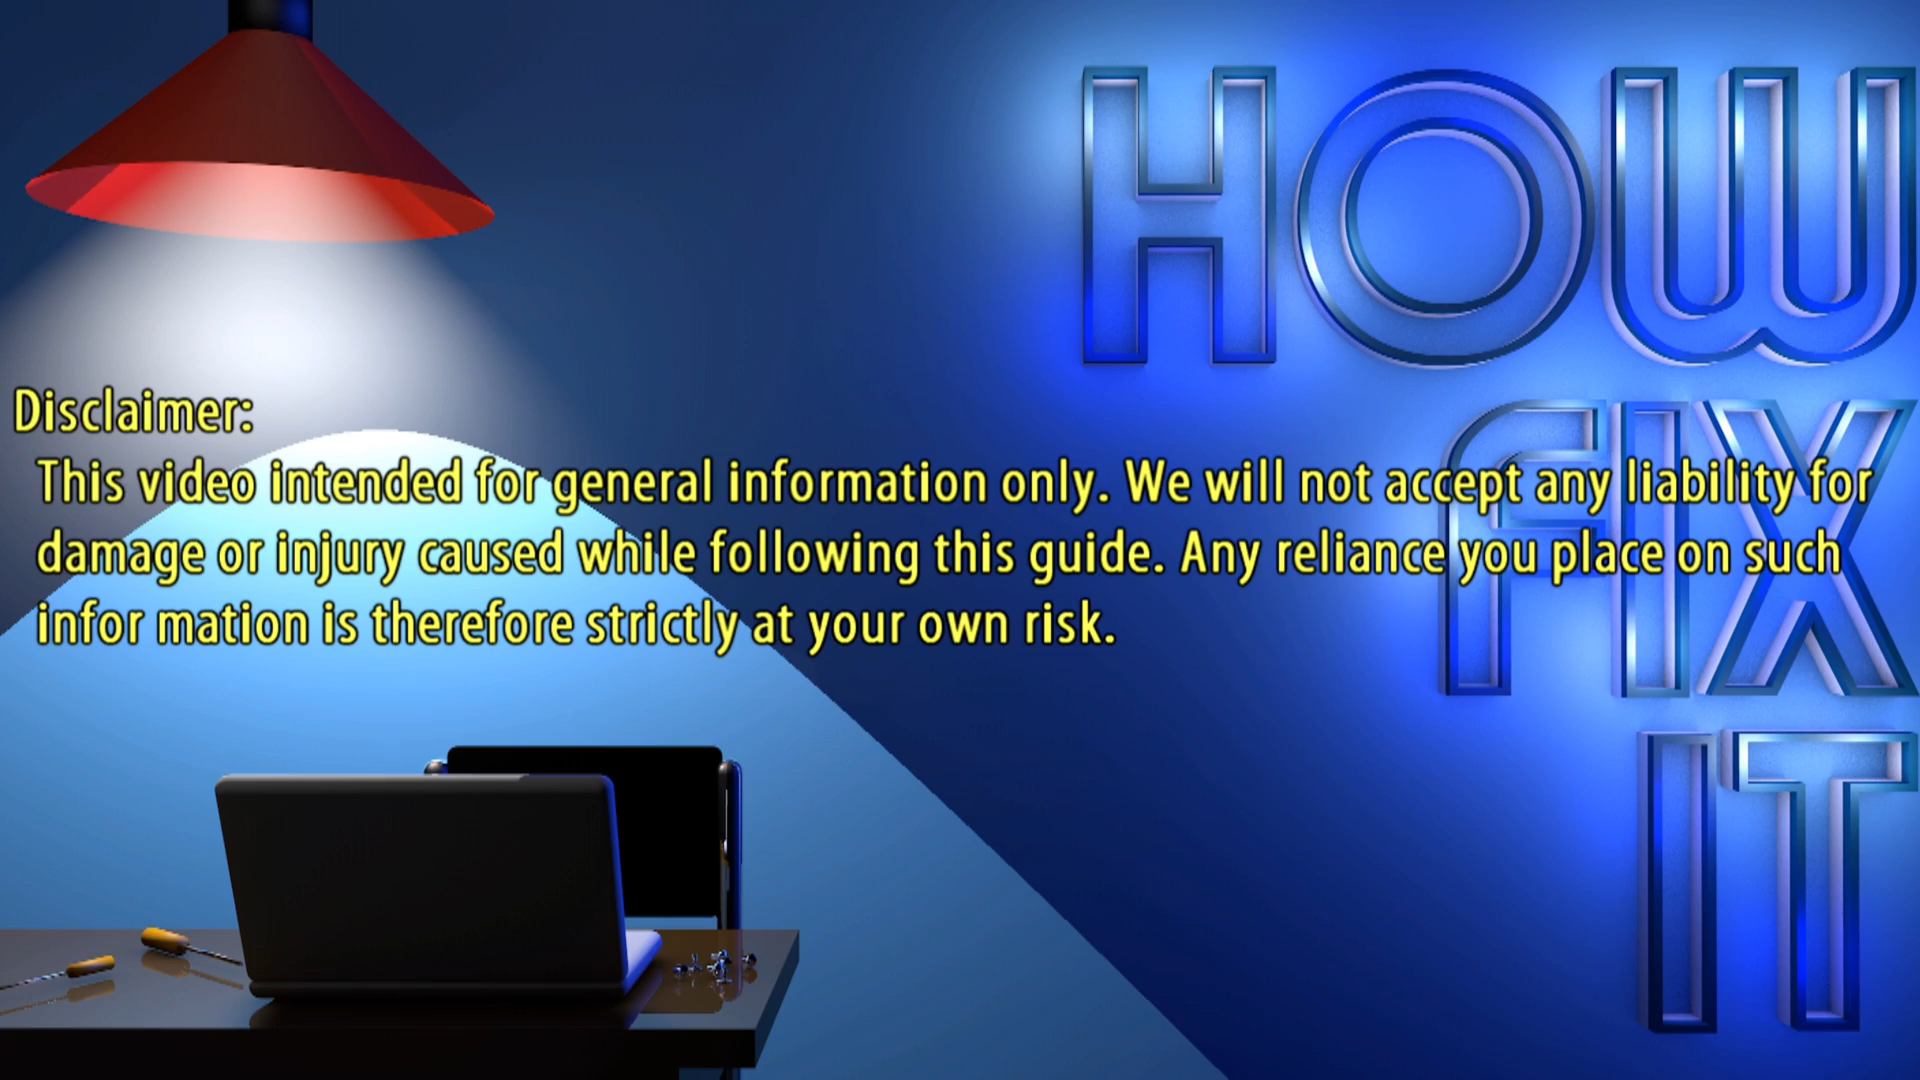 HOW
FIX
IT
Disclaimer:
This video intended for general information only. We will not accept any liability for
damage or injury caused while following this guide. Any reliance you place on such
infor mation is therefore strictly at your own risk.